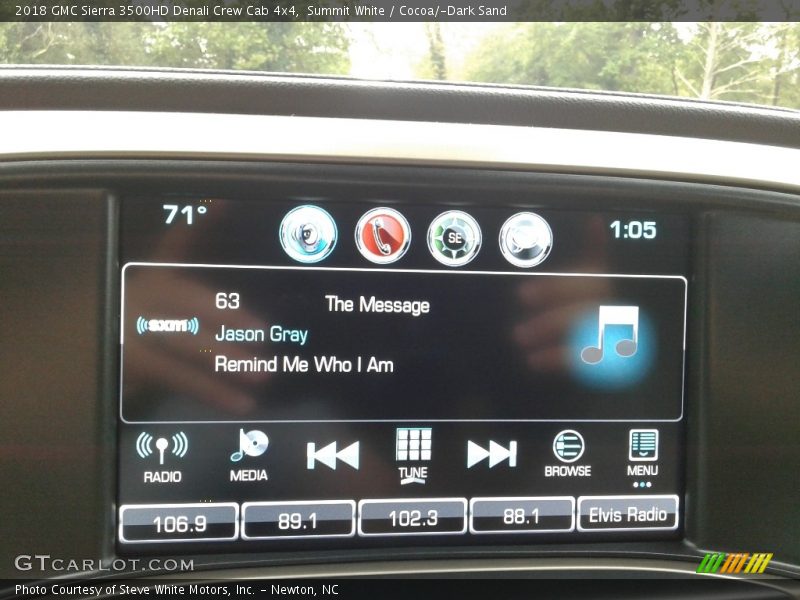 2018 GMC Sierra 3500HD Denali Crew Cab 4x4, Summit White / Cocoa/­Dark Sand
71°
SE
1:05
63 The Message
sxm
Jason Gray
Remind Me Who I Am
RADIO MEDIA TUNE BROWSE MENU
106.9 89.1 102.3 88.1 Elvis Radio
GTCARLOT.COM
Photo Courtesy of Steve White Motors, Inc. - Newton, NC